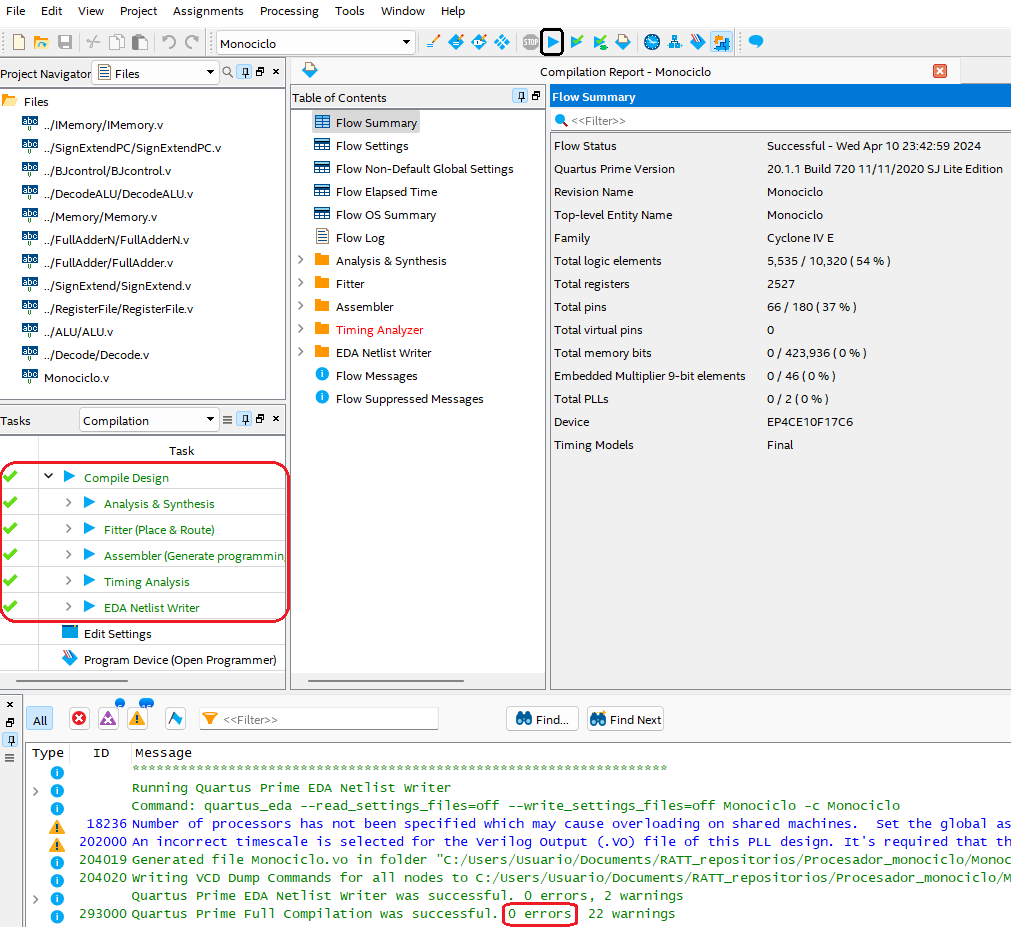 File Edit View Project Assignments Processing Tools Window Help
Monociclo
STOP
Project Navigator Files
Files
abc ../IMemory/IMemory.v
abc ../SignExtendPC/SignExtendPC.v
abc ../BJcontrol/BJcontrol.v
abc ../DecodeALU/DecodeALU.v
abc ../Memory/Memory.v
abc ../FullAdderN/FullAdderN.v
abc ../FullAdder/FullAdder.v
abc ../SignExtend/SignExtend.v
abc ../RegisterFile/RegisterFile.v
abc ../ALU/ALU.v
abc ../Decode/Decode.v
abc Monociclo.v
Tasks Compilation
Task
Compile Design
Analysis & Synthesis
Fitter (Place & Route)
Assembler (Generate programmin
Timing Analysis
EDA Netlist Writer
Edit Settings
Program Device (Open Programmer)
Compilation Report - Monociclo
Table of Contents
Flow Summary
Flow Settings
Flow Non-Default Global Settings
Flow Elapsed Time
Flow OS Summary
Flow Log
Analysis & Synthesis
Fitter
Assembler
Timing Analyzer
EDA Netlist Writer
Flow Messages
Flow Suppressed Messages
Flow Summary
<<Filter>>
Flow Status Successful - Wed Apr 10 23:42:59 2024
Quartus Prime Version 20.1.1 Build 720 11/11/2020 SJ Lite Edition
Revision Name Monociclo
Top-level Entity Name Monociclo
Family Cyclone IV E
Total logic elements 5,535 / 10,320 ( 54 % )
Total registers 2527
Total pins 66 / 180 ( 37 % )
Total virtual pins 0
Total memory bits 0 / 423,936 ( 0 % )
Embedded Multiplier 9-bit elements 0 / 46 ( 0 % )
Total PLLs 0 / 2 ( 0 % )
Device EP4CE10F17C6
Timing Models Final
All <<Filter>> Find... Find Next
Type ID Message
*******************************************************************
Running Quartus Prime EDA Netlist Writer
Command: quartus_eda --read_settings_files=off --write_settings_files=off Monociclo -c Monociclo
18236 Number of processors has not been specified which may cause overloading on shared machines.  Set the global as
202000 An incorrect timescale is selected for the Verilog Output (.VO) file of this PLL design. It's required that th
204019 Generated file Monociclo.vo in folder "C:/Users/Usuario/Documents/RATT_repositorios/Procesador_monociclo/Monoc
204020 Writing VCD Dump Commands for all nodes to C:/Users/Usuario/Documents/RATT_repositorios/Procesador_monociclo/M
Quartus Prime EDA Netlist Writer was successful. 0 errors, 2 warnings
293000 Quartus Prime Full Compilation was successful. 0 errors 22 warnings